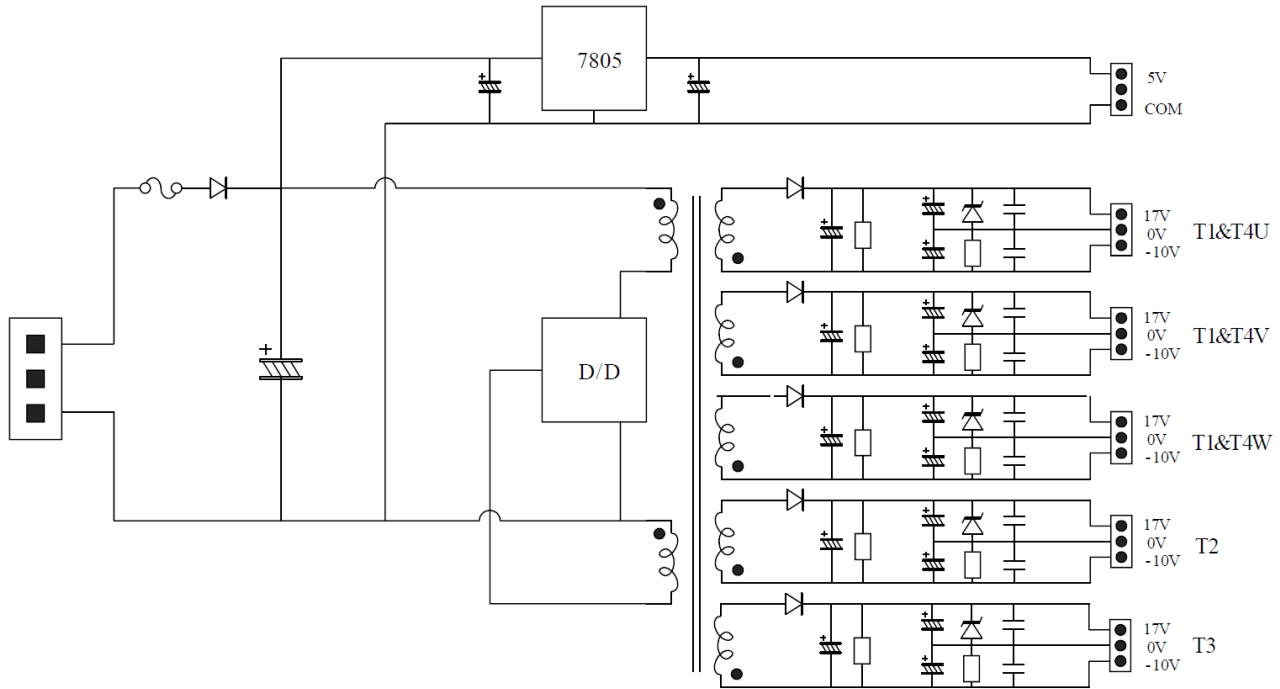 7805
5V
COM
17V
0V
-10V
T1&T4U
D/D
17V
0V
-10V
T1&T4V
17V
0V
-10V
T1&T4W
17V
0V
-10V
T2
17V
0V
-10V
T3